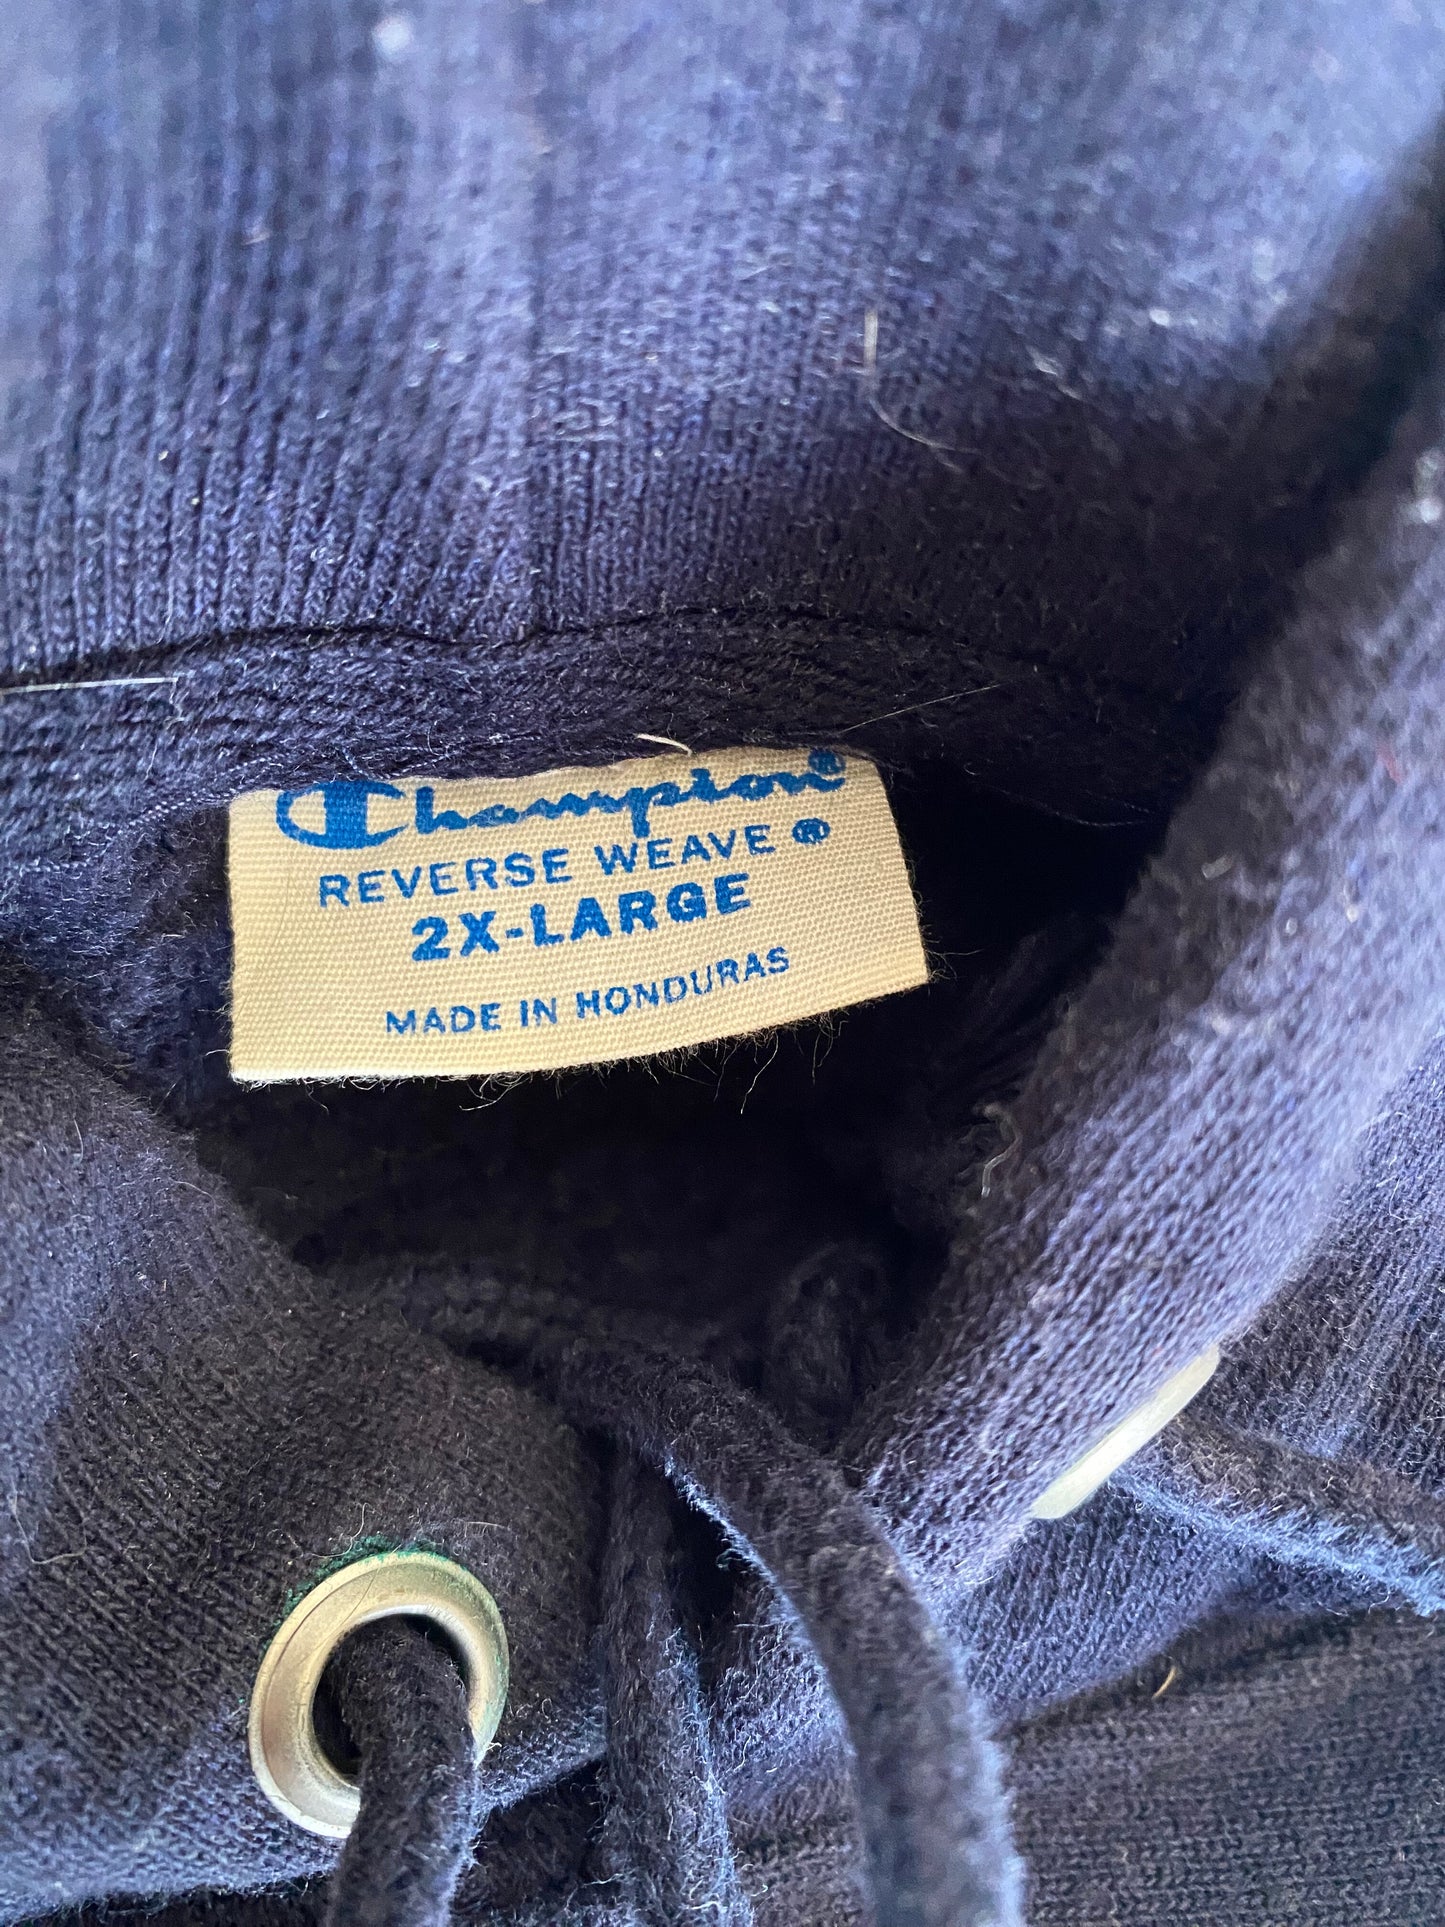 Champion®
REVERSE WEAVE ®
2X-LARGE
MADE IN HONDURAS